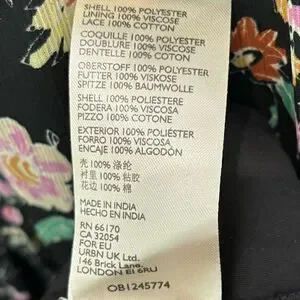 SHELL 100% POLYESTER
LINING 100% VISCOSE
LACE 100% COTTON
COQUILLE 100% POLYESTER
DOUBLURE 100% VISCOSE
DENTELLE 100% COTON
OBERSTOFF 100% POLYESTER
FUTTER 100% VISKOSE
SPITZE 100% BAUMWOLLE
SHELL 100% POLIESTERE
FODERA 100% VISCOSA
PIZZO 100% COTONE
EXTERIOR 100% POLIÉSTER
FORRO 100% VISCOSA
ENCAJE 100% ALGODÓN
壳 100% 涤纶
衬里 100% 粘胶
花边 100% 棉
MADE IN INDIA
HECHO EN INDIA
RN 66170
CA 32054
FOR EU
URBN UK Ltd.
146 Brick Lane,
LONDON E1 6RU
OB1245774